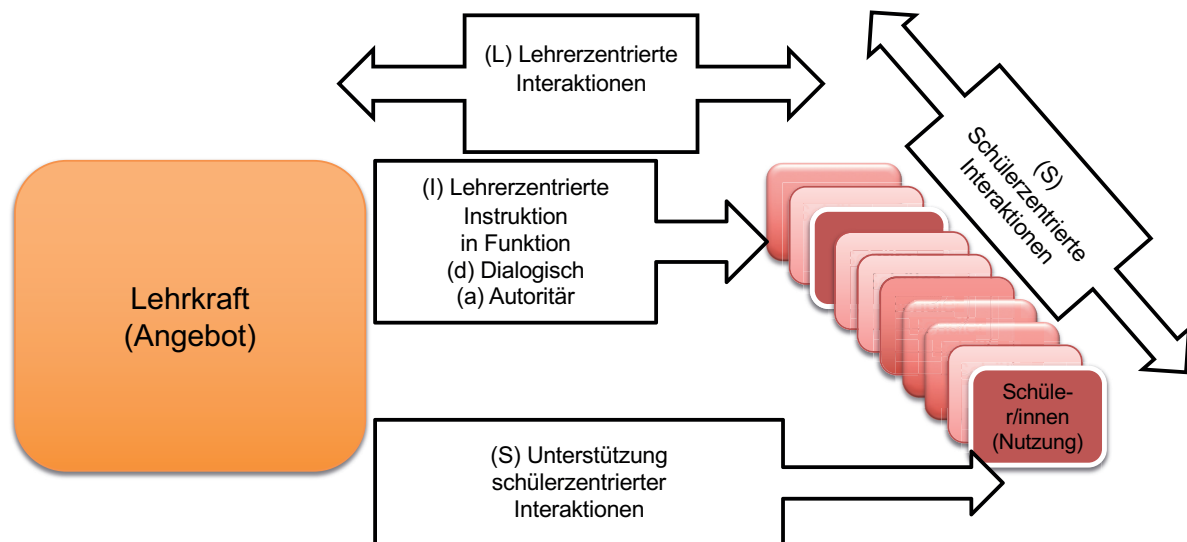 (L) Lehrerzentrierte
Interaktionen
(S)
Schülerzentrierte
Interaktionen
(I) Lehrerzentrierte
Instruktion
in Funktion
(d) Dialogisch
(a) Autoritär
Lehrkraft
(Angebot)
Schüle-
r/innen
(Nutzung)
(S) Unterstützung
schülerzentrierter
Interaktionen